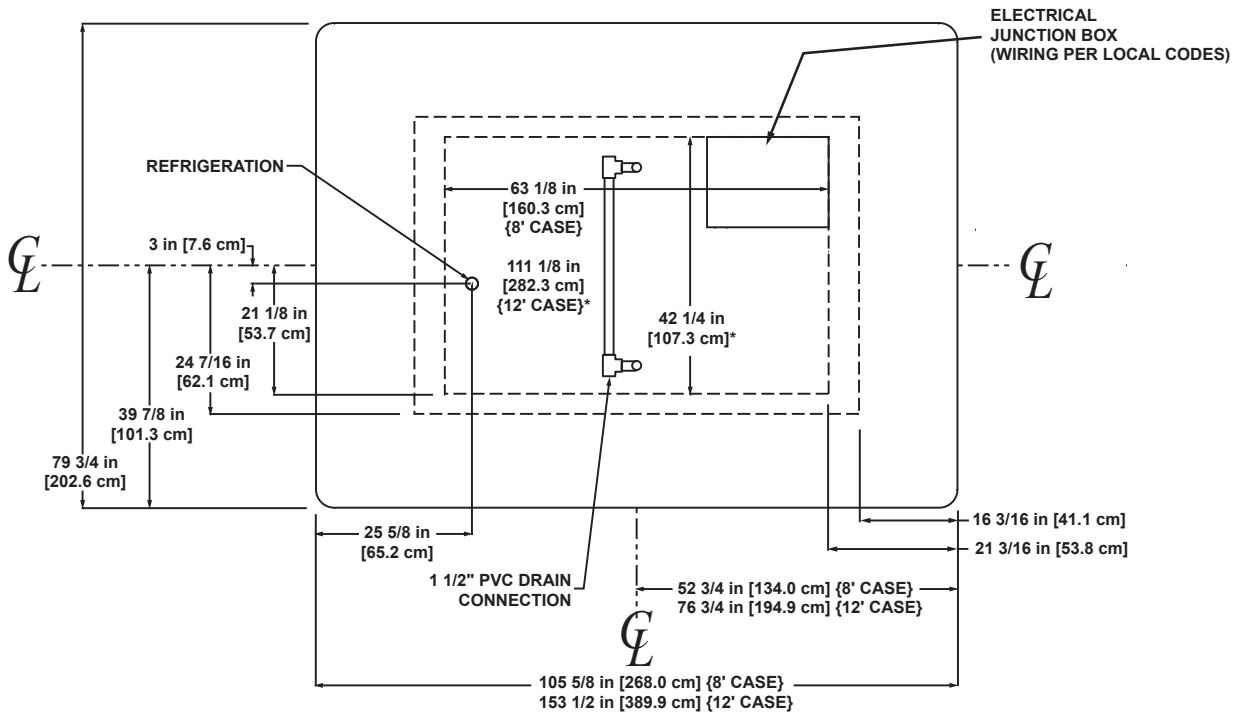 ELECTRICAL
JUNCTION BOX
(WIRING PER LOCAL CODES)
REFRIGERATION
63 1/8 in
[160.3 cm]
{8' CASE}
3 in [7.6 cm]
℄
℄
111 1/8 in
[282.3 cm]
{12' CASE}*
21 1/8 in
[53.7 cm]
42 1/4 in
[107.3 cm]*
24 7/16 in
[62.1 cm]
39 7/8 in
[101.3 cm]
79 3/4 in
[202.6 cm]
25 5/8 in
[65.2 cm]
16 3/16 in [41.1 cm]
21 3/16 in [53.8 cm]
1 1/2" PVC DRAIN
CONNECTION
52 3/4 in [134.0 cm] {8' CASE}
76 3/4 in [194.9 cm] {12' CASE}
℄
105 5/8 in [268.0 cm] {8' CASE}
153 1/2 in [389.9 cm] {12' CASE}